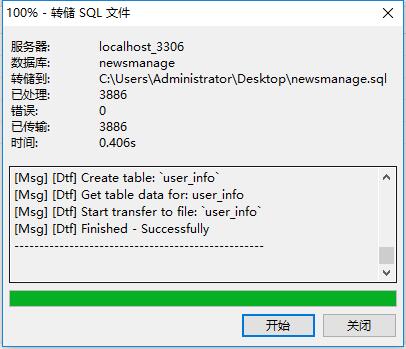 100% - 转储 SQL 文件
服务器: localhost_3306
数据库: newsmanage
转储到: C:\Users\Administrator\Desktop\newsmanage.sql
已处理: 3886
错误: 0
已传输: 3886
时间: 0.406s
[Msg] [Dtf] Create table: `user_info`
[Msg] [Dtf] Get table data for: user_info
[Msg] [Dtf] Start transfer to file: `user_info`
[Msg] [Dtf] Finished - Successfully
--------------------------------------------------
开始 关闭